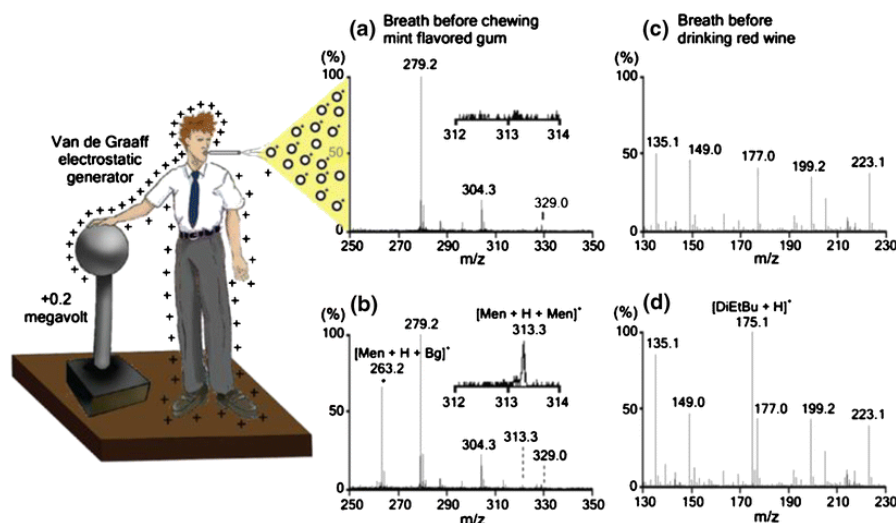 Van de Graaff
electrostatic
generator
+0.2
megavolt
(a) Breath before chewing
mint flavored gum
(%)
100
50
0
279.2
304.3
329.0
312 313 314
250 270 290 310 330 350
m/z
(c) Breath before
drinking red wine
(%)
100
50
0
135.1
149.0
177.0
199.2
223.1
130 150 170 190 210 230
m/z
(b)
(%)
100
50
0
[Men + H + Bg]⁺
263.2
279.2
[Men + H + Men]⁺
313.3
312 313 314
304.3
313.3
329.0
250 270 290 310 330 350
m/z
(d)
(%)
100
50
0
[DiEtBu + H]⁺
175.1
135.1
149.0
177.0
199.2
223.1
130 150 170 190 210 230
m/z